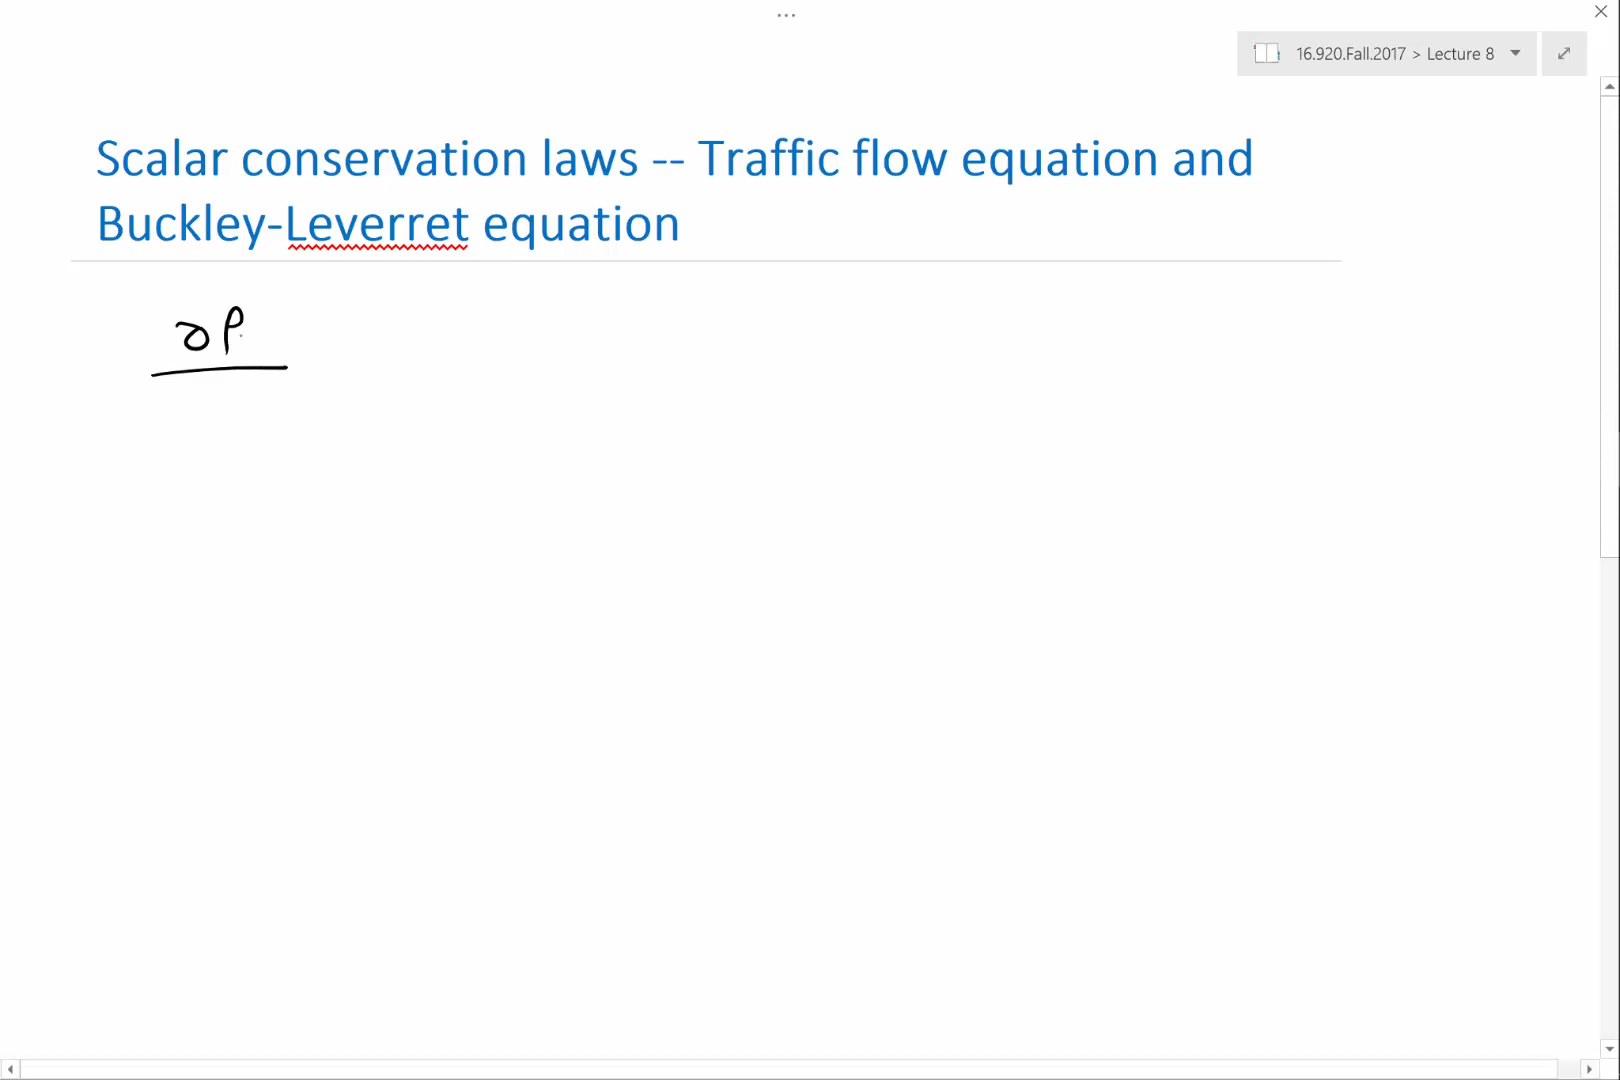 ...
16.920.Fall.2017 > Lecture 8
Scalar conservation laws -- Traffic flow equation and
Buckley-Leverret equation
∂ρ